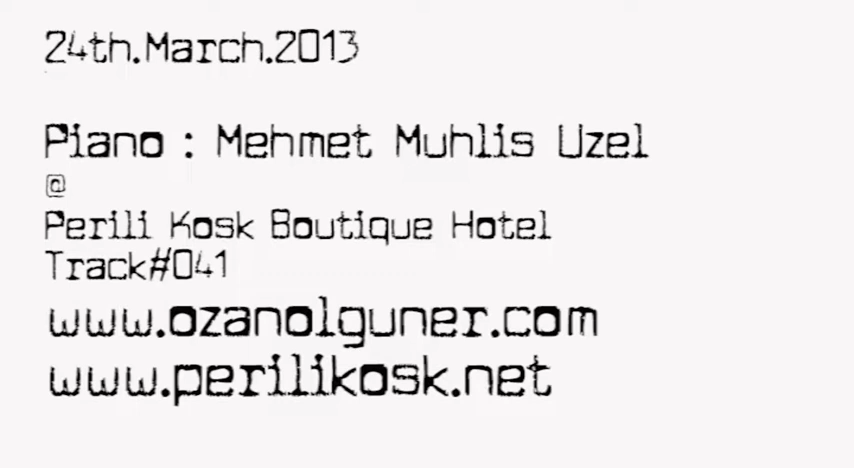 24th.March.2013
Piano : Mehmet Muhlis Uzel
@
Perili Kosk Boutique Hotel
Track#041
www.ozanolguner.com
www.perilikosk.net